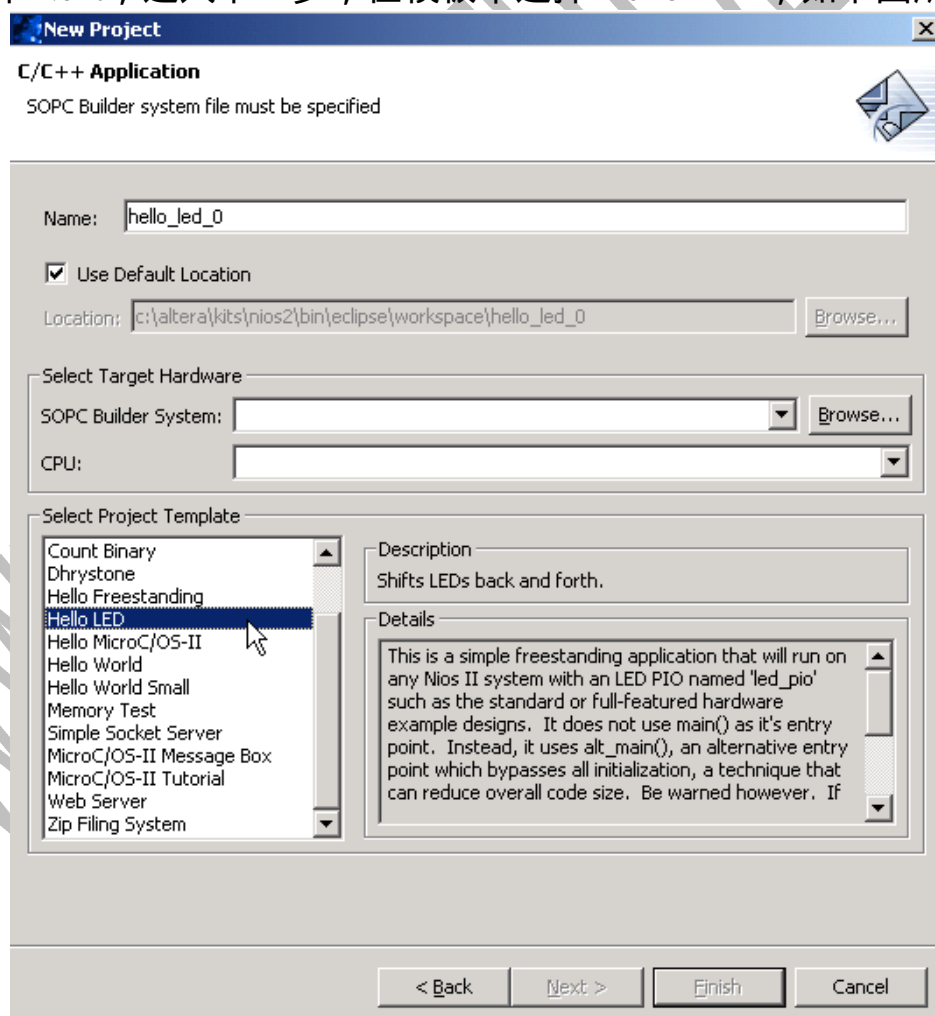 New Project
C/C++ Application
SOPC Builder system file must be specified
Name: hello_led_0
Use Default Location
Location: c:\altera\kits\nios2\bin\eclipse\workspace\hello_led_0 Browse...
Select Target Hardware
SOPC Builder System: Browse...
CPU:
Select Project Template
Count Binary
Dhrystone
Hello Freestanding
Hello LED
Hello MicroC/OS-II
Hello World
Hello World Small
Memory Test
Simple Socket Server
MicroC/OS-II Message Box
MicroC/OS-II Tutorial
Web Server
Zip Filing System
Description
Shifts LEDs back and forth.
Details
This is a simple freestanding application that will run on
any Nios II system with an LED PIO named 'led_pio'
such as the standard or full-featured hardware
example designs. It does not use main() as it's entry
point. Instead, it uses alt_main(), an alternative entry
point which bypasses all initialization, a technique that
can reduce overall code size. Be warned however. If
< Back Next > Finish Cancel